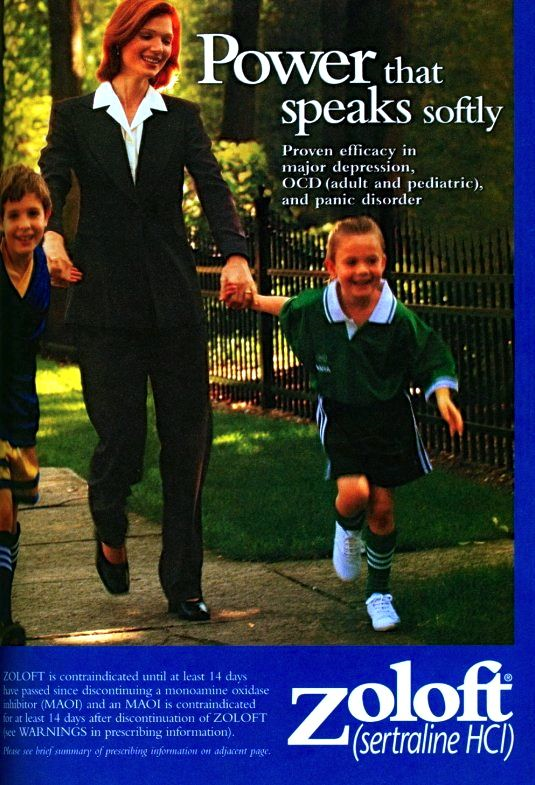 Power that
speaks softly
Proven efficacy in
major depression,
OCD (adult and pediatric),
and panic disorder
ZOLOFT is contraindicated until at least 14 days
have passed since discontinuing a monoamine oxidase
inhibitor (MAOI) and an MAOI is contraindicated
for at least 14 days after discontinuation of ZOLOFT
(see WARNINGS in prescribing information).
Please see brief summary of prescribing information on adjacent page.
Zoloft®
(sertraline HCl)